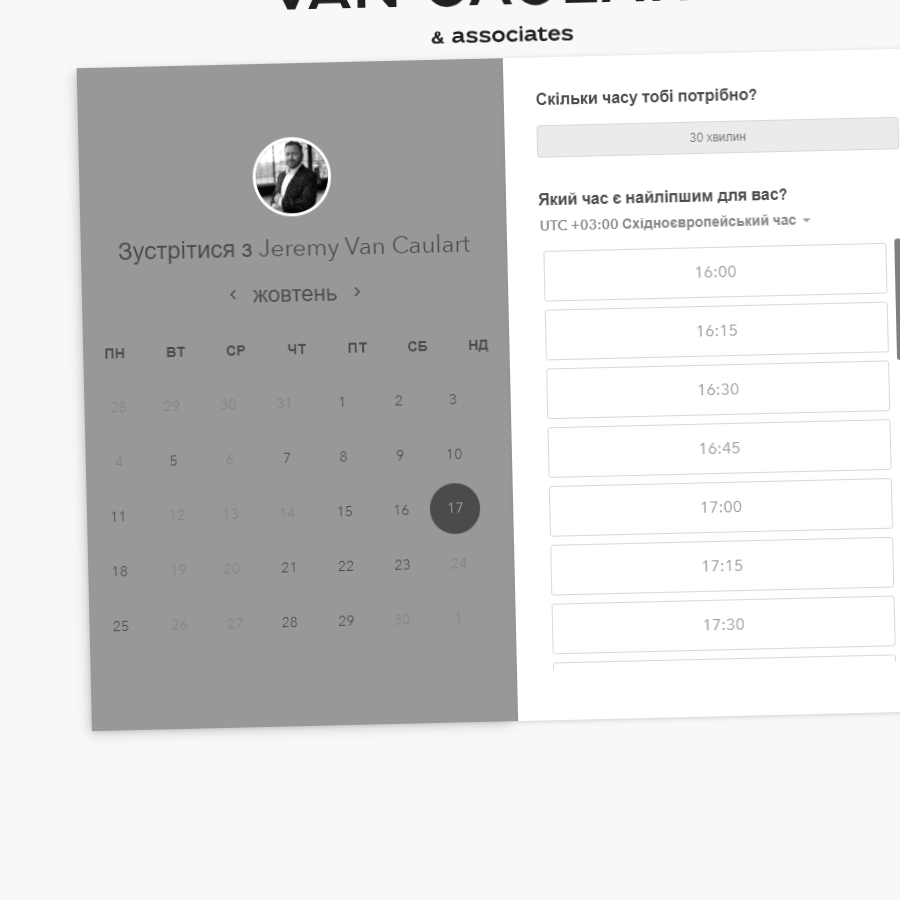 & associates
Зустрітися з Jeremy Van Caulart
жовтень
ПН ВТ СР ЧТ ПТ СБ НД
28 29 30 31 1 2 3
4 5 6 7 8 9 10
11 12 13 14 15 16 17
18 19 20 21 22 23 24
25 26 27 28 29 30 1
Скільки часу тобі потрібно?
30 хвилин
Який час є найліпшим для вас?
UTC +03:00 Східноєвропейський час
16:00
16:15
16:30
16:45
17:00
17:15
17:30